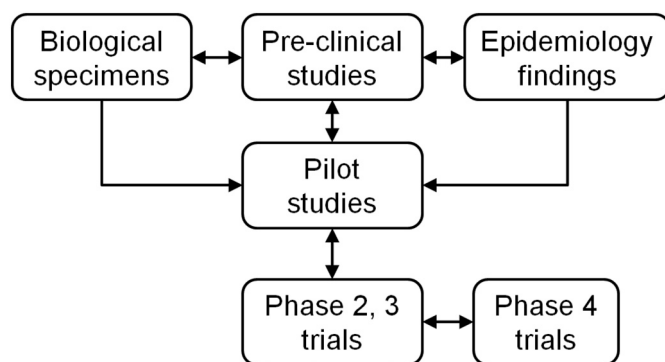 Biological
specimens
Pre-clinical
studies
Epidemiology
findings
Pilot
studies
Phase 2, 3
trials
Phase 4
trials